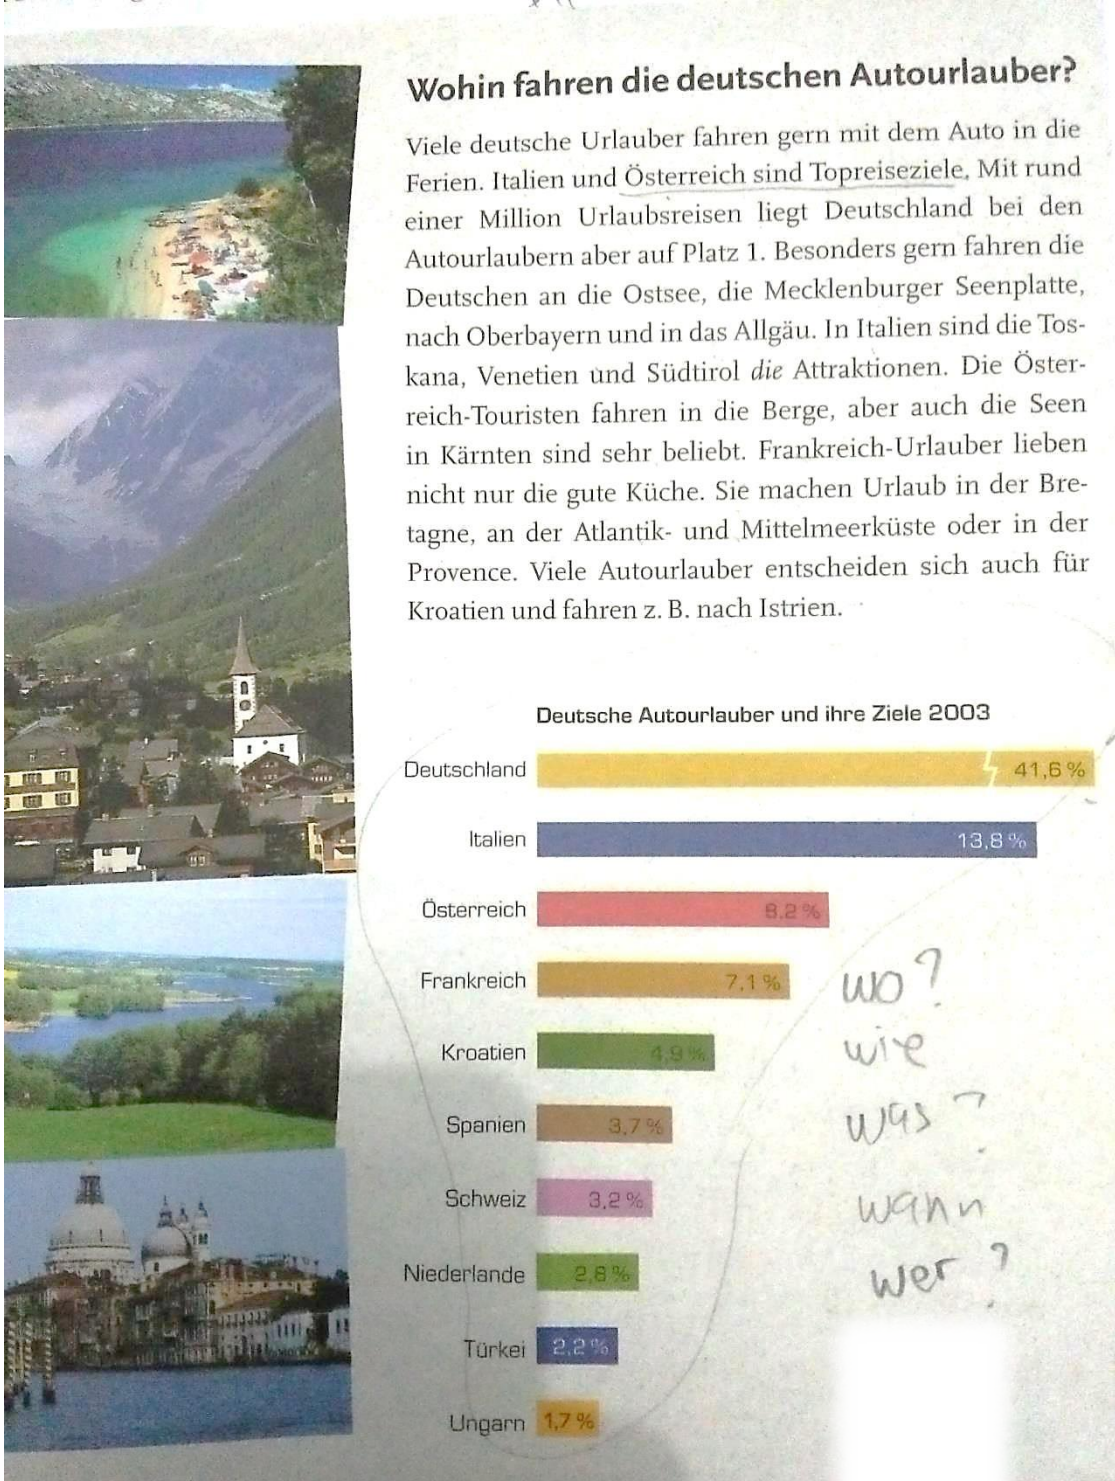 Wohin fahren die deutschen Autourlauber?
Viele deutsche Urlauber fahren gern mit dem Auto in die
Ferien. Italien und Österreich sind Topreiseziele. Mit rund
einer Million Urlaubsreisen liegt Deutschland bei den
Autourlaubern aber auf Platz 1. Besonders gern fahren die
Deutschen an die Ostsee, die Mecklenburger Seenplatte,
nach Oberbayern und in das Allgäu. In Italien sind die Tos-
kana, Venetien und Südtirol die Attraktionen. Die Öster-
reich-Touristen fahren in die Berge, aber auch die Seen
in Kärnten sind sehr beliebt. Frankreich-Urlauber lieben
nicht nur die gute Küche. Sie machen Urlaub in der Bre-
tagne, an der Atlantik- und Mittelmeerküste oder in der
Provence. Viele Autourlauber entscheiden sich auch für
Kroatien und fahren z. B. nach Istrien.
Deutsche Autourlauber und ihre Ziele 2003
Deutschland 41,6 %
Italien 13,8 %
Österreich 8,2 %
Frankreich 7,1 %
wo?
Kroatien 4,9 %
wie
Spanien 3,7 %
was?
Schweiz 3,2 %
wann
Niederlande 2,8 %
wer?
Türkei 2,2 %
Ungarn 1,7 %